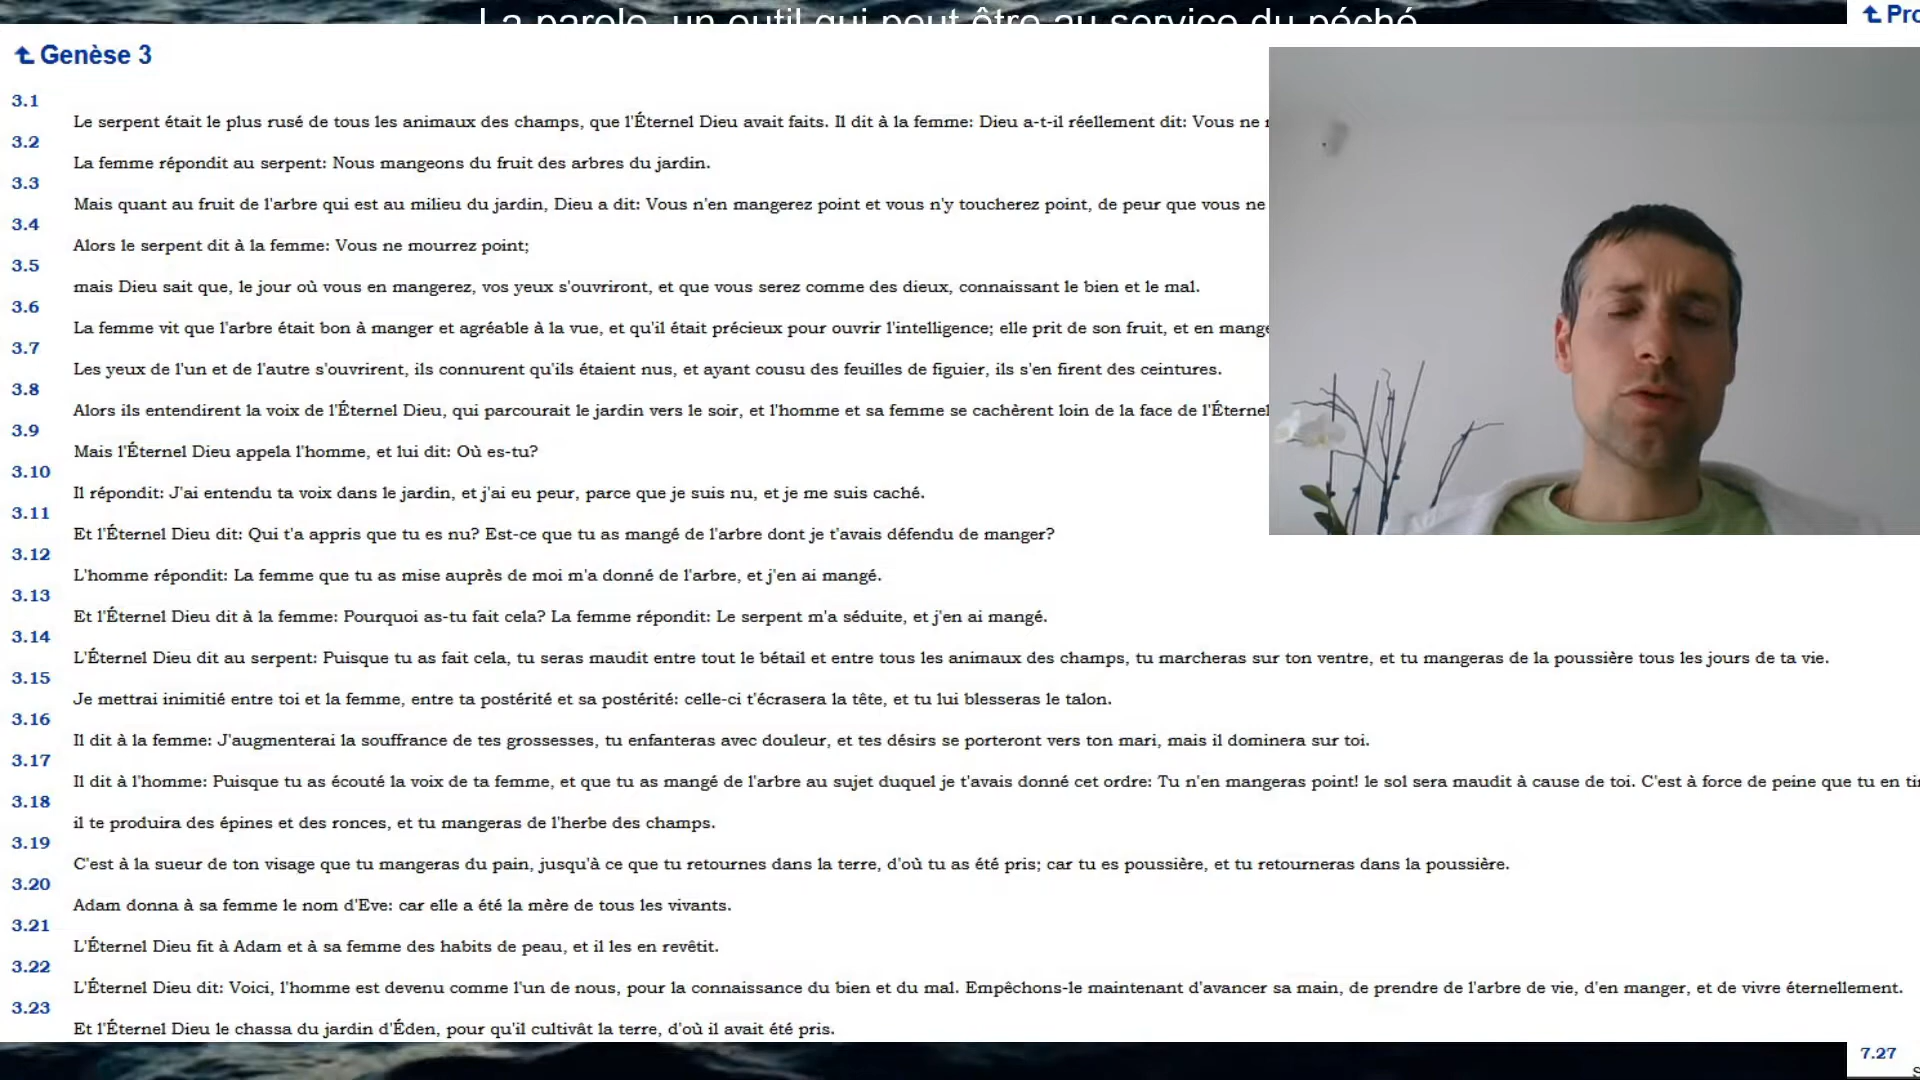 La parole, un outil qui peut être au service du péché
Pro
Genèse 3
3.1
Le serpent était le plus rusé de tous les animaux des champs, que l'Éternel Dieu avait faits. Il dit à la femme: Dieu a-t-il réellement dit: Vous ne
3.2
La femme répondit au serpent: Nous mangeons du fruit des arbres du jardin.
3.3
Mais quant au fruit de l'arbre qui est au milieu du jardin, Dieu a dit: Vous n'en mangerez point et vous n'y toucherez point, de peur que vous ne
3.4
Alors le serpent dit à la femme: Vous ne mourrez point;
3.5
mais Dieu sait que, le jour où vous en mangerez, vos yeux s'ouvriront, et que vous serez comme des dieux, connaissant le bien et le mal.
3.6
La femme vit que l'arbre était bon à manger et agréable à la vue, et qu'il était précieux pour ouvrir l'intelligence; elle prit de son fruit, et en mange
3.7
Les yeux de l'un et de l'autre s'ouvrirent, ils connurent qu'ils étaient nus, et ayant cousu des feuilles de figuier, ils s'en firent des ceintures.
3.8
Alors ils entendirent la voix de l'Éternel Dieu, qui parcourait le jardin vers le soir, et l'homme et sa femme se cachèrent loin de la face de l'Éternel
3.9
Mais l'Éternel Dieu appela l'homme, et lui dit: Où es-tu?
3.10
Il répondit: J'ai entendu ta voix dans le jardin, et j'ai eu peur, parce que je suis nu, et je me suis caché.
3.11
Et l'Éternel Dieu dit: Qui t'a appris que tu es nu? Est-ce que tu as mangé de l'arbre dont je t'avais défendu de manger?
3.12
L'homme répondit: La femme que tu as mise auprès de moi m'a donné de l'arbre, et j'en ai mangé.
3.13
Et l'Éternel Dieu dit à la femme: Pourquoi as-tu fait cela? La femme répondit: Le serpent m'a séduite, et j'en ai mangé.
3.14
L'Éternel Dieu dit au serpent: Puisque tu as fait cela, tu seras maudit entre tout le bétail et entre tous les animaux des champs, tu marcheras sur ton ventre, et tu mangeras de la poussière tous les jours de ta vie.
3.15
Je mettrai inimitié entre toi et la femme, entre ta postérité et sa postérité: celle-ci t'écrasera la tête, et tu lui blesseras le talon.
3.16
Il dit à la femme: J'augmenterai la souffrance de tes grossesses, tu enfanteras avec douleur, et tes désirs se porteront vers ton mari, mais il dominera sur toi.
3.17
Il dit à l'homme: Puisque tu as écouté la voix de ta femme, et que tu as mangé de l'arbre au sujet duquel je t'avais donné cet ordre: Tu n'en mangeras point! le sol sera maudit à cause de toi. C'est à force de peine que tu en
3.18
il te produira des épines et des ronces, et tu mangeras de l'herbe des champs.
3.19
C'est à la sueur de ton visage que tu mangeras du pain, jusqu'à ce que tu retournes dans la terre, d'où tu as été pris; car tu es poussière, et tu retourneras dans la poussière.
3.20
Adam donna à sa femme le nom d'Eve: car elle a été la mère de tous les vivants.
3.21
L'Éternel Dieu fit à Adam et à sa femme des habits de peau, et il les en revêtit.
3.22
L'Éternel Dieu dit: Voici, l'homme est devenu comme l'un de nous, pour la connaissance du bien et du mal. Empêchons-le maintenant d'avancer sa main, de prendre de l'arbre de vie, d'en manger, et de vivre éternellement.
3.23
Et l'Éternel Dieu le chassa du jardin d'Éden, pour qu'il cultivât la terre, d'où il avait été pris.
7.27